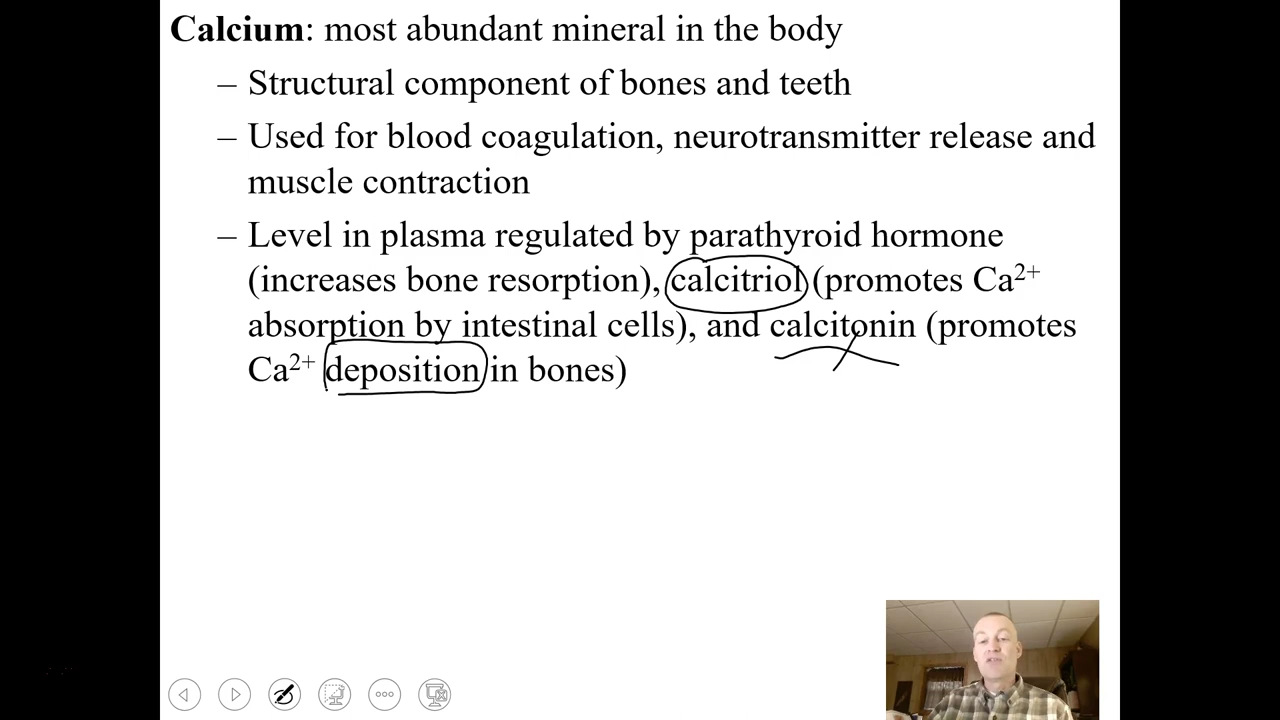 Calcium: most abundant mineral in the body
– Structural component of bones and teeth
– Used for blood coagulation, neurotransmitter release and
muscle contraction
– Level in plasma regulated by parathyroid hormone
(increases bone resorption), calcitriol (promotes Ca²⁺
absorption by intestinal cells), and calcitonin (promotes
Ca²⁺ deposition in bones)